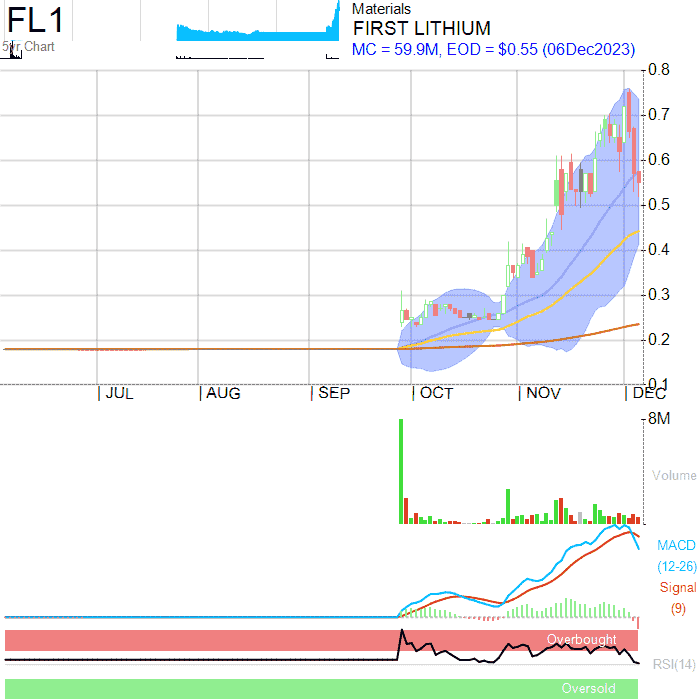 FL1
5yr Chart
Materials
FIRST LITHIUM
MC = 59.9M, EOD = $0.55 (06Dec2023)
0.8
0.7
0.6
0.5
0.4
0.3
0.2
0.1
JUL AUG SEP OCT NOV DEC
8M
Volume
MACD
(12-26)
Signal
(9)
Overbought
RSI(14)
Oversold